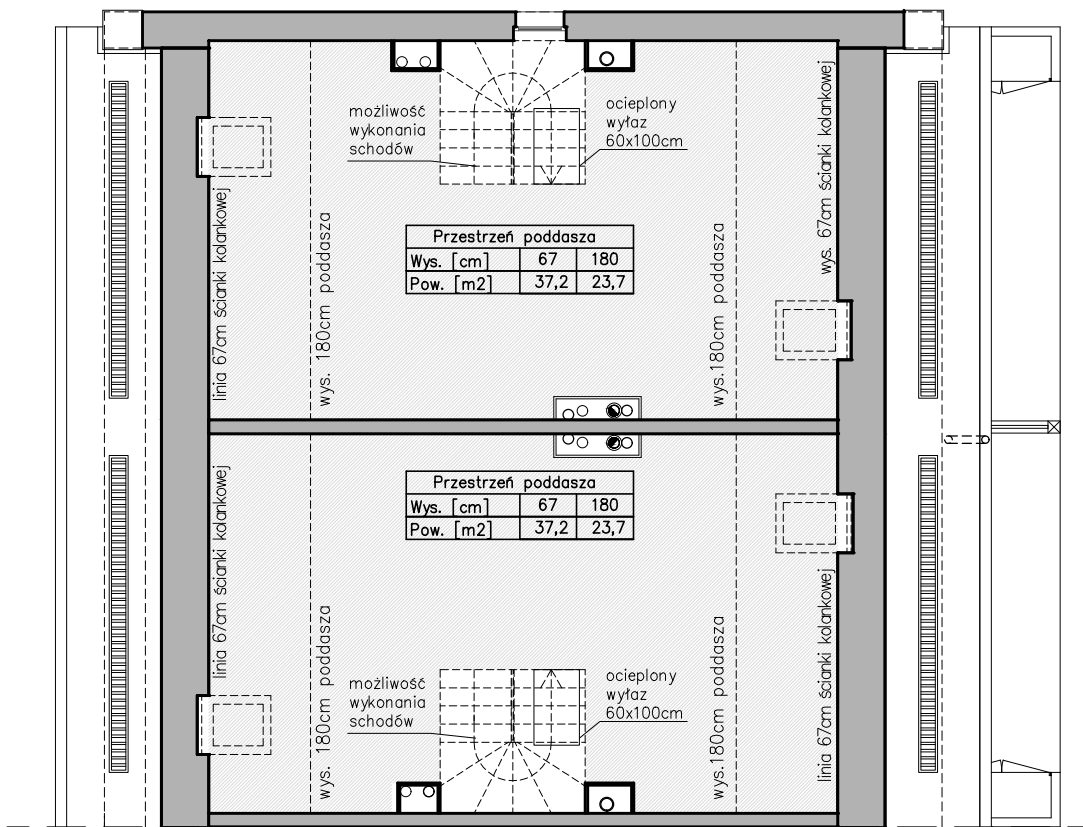 możliwość
wykonania
schodów
ocieplony
wyłaz
60x100cm
linia 67cm ścianki kolankowej
wys. 180cm poddasza
wys.180cm poddasza
wys. 67cm ścianki kolankowej
Przestrzeń poddasza
Wys. [cm] 67 180
Pow. [m2] 37,2 23,7
Przestrzeń poddasza
Wys. [cm] 67 180
Pow. [m2] 37,2 23,7
linia 67cm ścianki kolankowej
wys. 180cm poddasza
wys.180cm poddasza
linia 67cm ścianki kolankowej
możliwość
wykonania
schodów
ocieplony
wyłaz
60x100cm